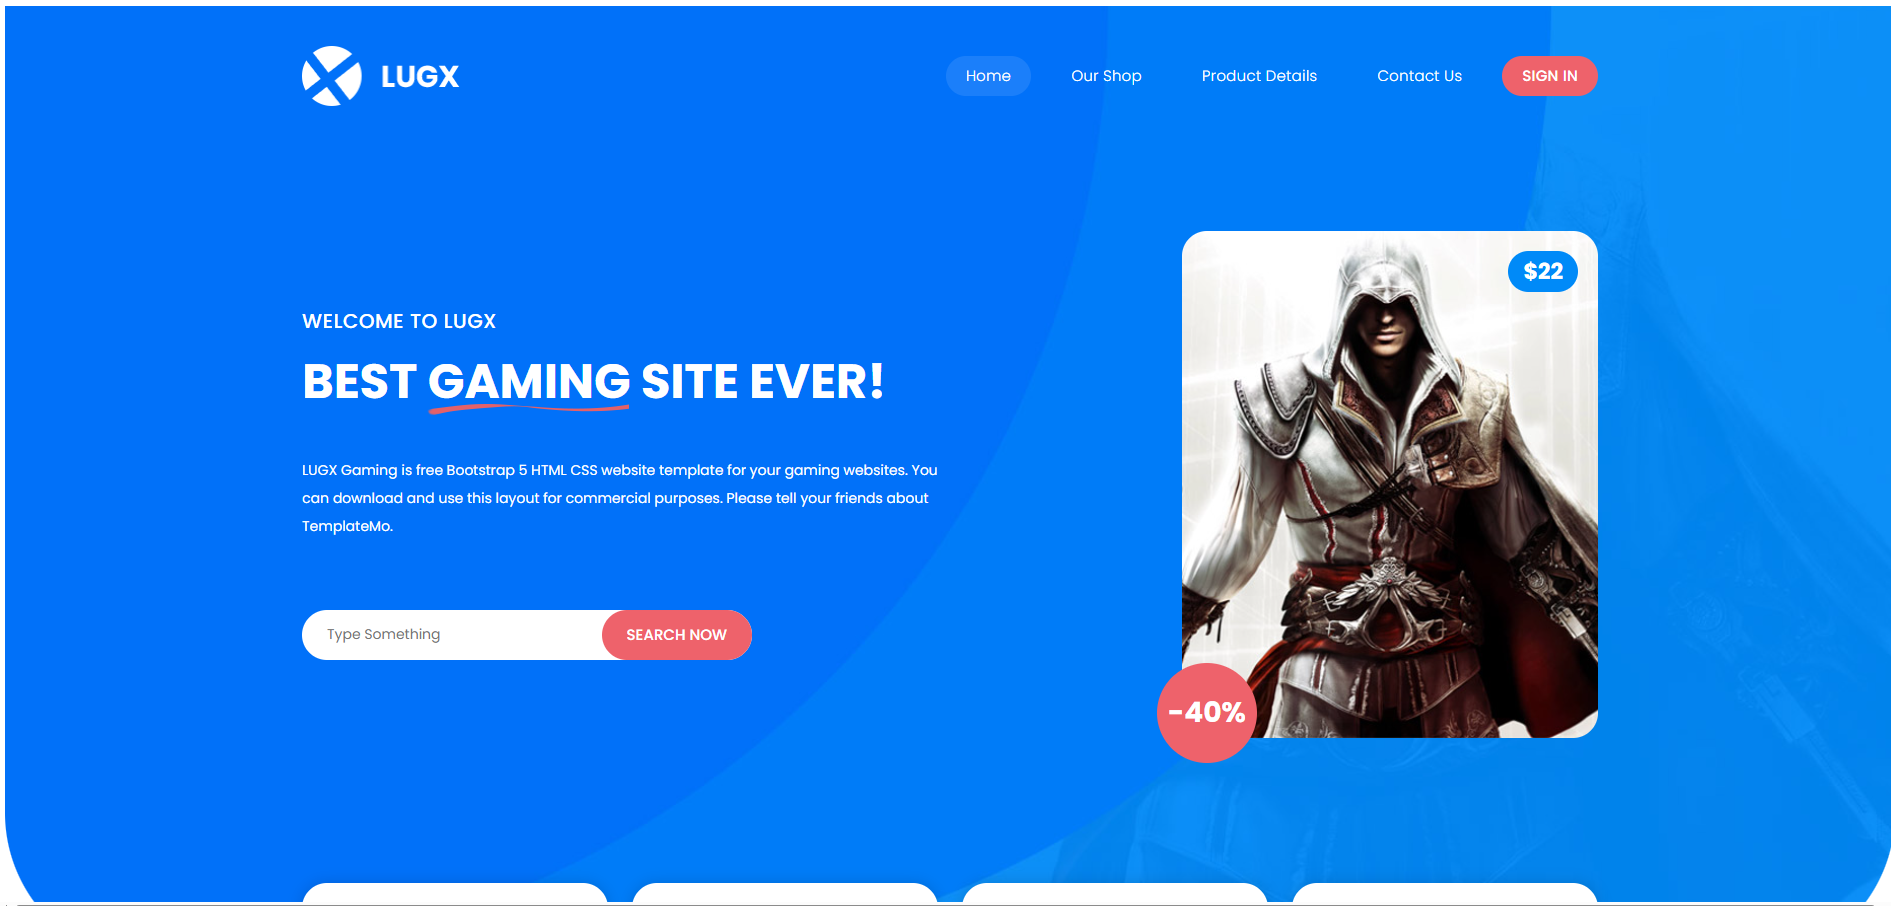 LUGX
Home
Our Shop
Product Details
Contact Us
SIGN IN
$22
WELCOME TO LUGX
BEST GAMING SITE EVER!
LUGX Gaming is free Bootstrap 5 HTML CSS website template for your gaming websites. You
can download and use this layout for commercial purposes. Please tell your friends about
TemplateMo.
Type Something
SEARCH NOW
-40%